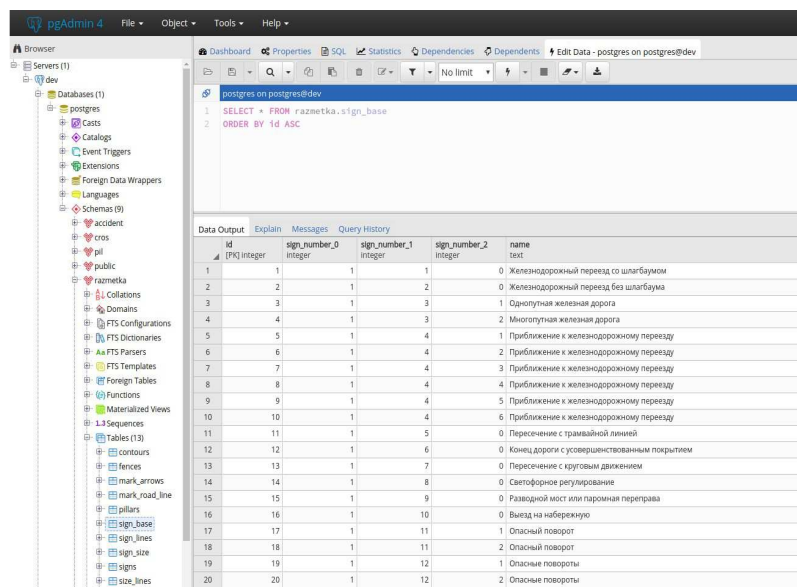 pgAdmin 4 File Object Tools Help
Browser
Dashboard Properties SQL Statistics Dependencies Dependents Edit Data - postgres on postgres@dev
No limit
Servers (1)
dev
Databases (1)
postgres
Casts
Catalogs
Event Triggers
Extensions
Foreign Data Wrappers
Languages
Schemas (9)
accident
cros
pil
public
razmetka
Collations
Domains
FTS Configurations
FTS Dictionaries
Aa FTS Parsers
FTS Templates
Foreign Tables
Functions
Materialized Views
1..3 Sequences
Tables (13)
contours
fences
mark_arrows
mark_road_line
pillars
sign_base
sign_lines
sign_size
signs
size_lines
postgres on postgres@dev
1 SELECT * FROM razmetka.sign_base
2 ORDER BY id ASC
Data Output Explain Messages Query History
id sign_number_0 sign_number_1 sign_number_2 name
[PK] integer integer integer integer text
1 1 1 1 0 Железнодорожный переезд со шлагбаумом
2 2 1 2 0 Железнодорожный переезд без шлагбаума
3 3 1 3 1 Однопутная железная дорога
4 4 1 3 2 Многопутная железная дорога
5 5 1 4 1 Приближение к железнодорожному переезду
6 6 1 4 2 Приближение к железнодорожному переезду
7 7 1 4 3 Приближение к железнодорожному переезду
8 8 1 4 4 Приближение к железнодорожному переезду
9 9 1 4 5 Приближение к железнодорожному переезду
10 10 1 4 6 Приближение к железнодорожному переезду
11 11 1 5 0 Пересечение с трамвайной линией
12 12 1 6 0 Конец дороги с усовершенствованным покрытием
13 13 1 7 0 Пересечение с круговым движением
14 14 1 8 0 Светофорное регулирование
15 15 1 9 0 Разводной мост или паромная переправа
16 16 1 10 0 Выезд на набережную
17 17 1 11 1 Опасный поворот
18 18 1 11 2 Опасный поворот
19 19 1 12 1 Опасные повороты
20 20 1 12 2 Опасные повороты